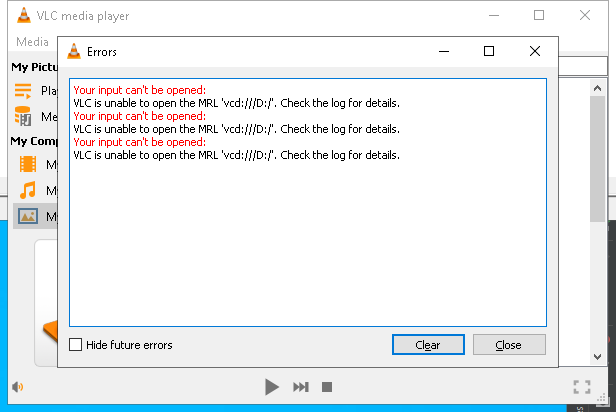 VLC media player
Media
Errors
My Pictu
Your input can't be opened:
VLC is unable to open the MRL 'vcd:///D:/'. Check the log for details.
Your input can't be opened:
VLC is unable to open the MRL 'vcd:///D:/'. Check the log for details.
Your input can't be opened:
VLC is unable to open the MRL 'vcd:///D:/'. Check the log for details.
Pla
Me
My Comp
My
My
My
Hide future errors
Clear
Close